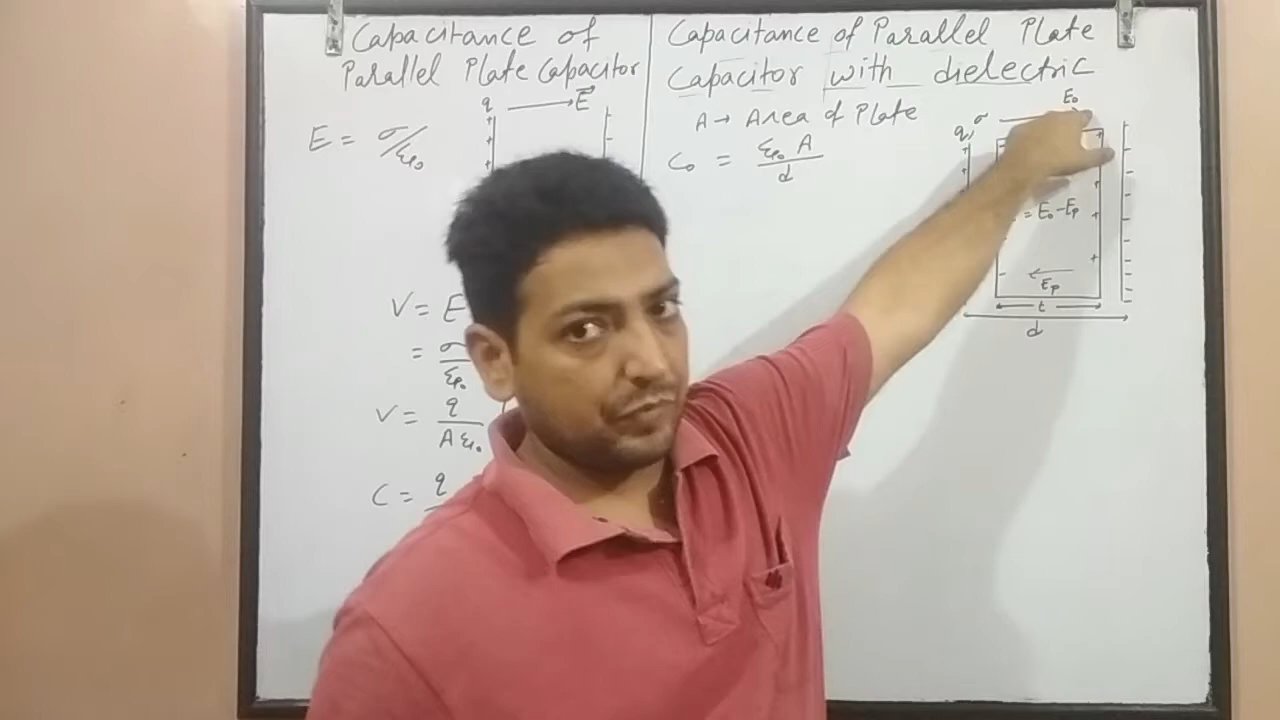 Capacitance of
Parallel Plate Capacitor
q → E⃗
E = σ/ε₀
V = E
= σ/ε₀
V = q/Aε₀
C = q
Capacitance of Parallel Plate
Capacitor with dielectric
A → Area of Plate
C₀ = ε₀ A/d
E₀
q, σ
= E₀ - Eₚ
Eₚ
t
d